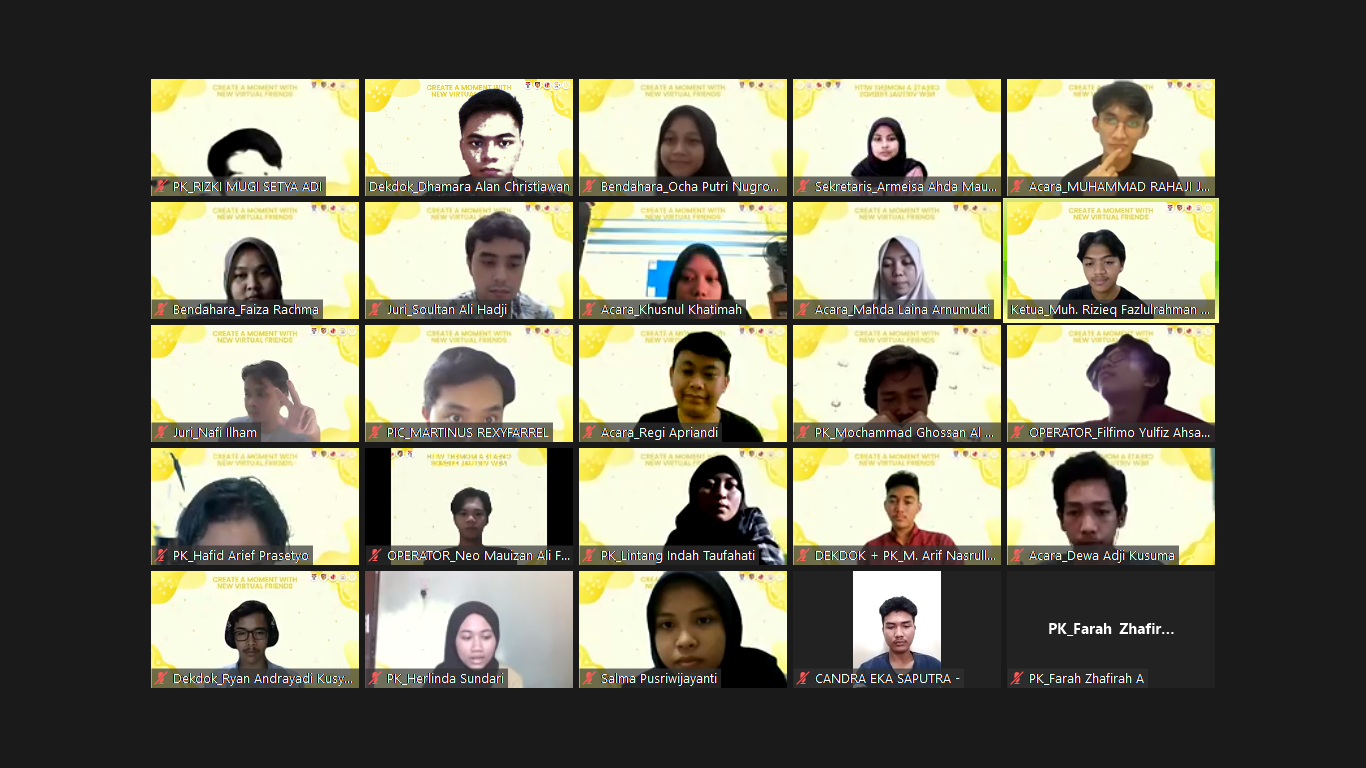 CREATE A MOMENT WITH
NEW VIRTUAL FRIENDS
PK_RIZKI MUGI SETYA ADI
CREATE A MOMENT WITH
NEW VIRTUAL
Dekdok_Dhamara Alan Christiawan
CREATE A MOMENT WITH
NEW VIRTUAL FRIENDS
Bendahara_Ocha Putri Nugro...
CREATE A MOMENT WITH
NEW VIRTUAL FRIENDS
Sekretaris_Armeisa Ahda Mau...
CREATE A MOMENT WITH
Acara_MUHAMMAD RAHAJI J...
CREATE A MOMENT WITH
NEW VIRTUAL FRIENDS
Bendahara_Faiza Rachma
CREATE A MOMENT WITH
NEW VIRTUAL FRIENDS
Juri_Soultan Ali Hadji
CREATE A MOMENT WITH
NEW VIRTUAL FRIENDS
Acara_Khusnul Khatimah
CREATE A MOMENT WITH
NEW VIRTUAL FRIENDS
Acara_Mahda Laina Arnumukti
CREATE A MOMENT WITH
NEW VIRTUAL FRIENDS
Ketua_Muh. Rizieq Fazlulrahman ...
CREATE A MOMENT WITH
NEW VIRTUAL FRIENDS
Juri_Nafi Ilham
CREATE A MOMENT WITH
NEW VIRTUAL FRIENDS
PIC_MARTINUS REXYFARREL
CREATE A MOMENT WITH
Acara_Regi Apriandi
CREATE A MOMENT WITH
NEW VIRTUAL FRIENDS
PK_Mochammad Ghossan Al ...
CREATE A MOMENT WITH
OPERATOR_Filfimo Yulfiz Ahsa...
CREATE A MOMENT WITH
NEW VIRTUAL FRIENDS
PK_Hafid Arief Prasetyo
CREATE A MOMENT WITH
NEW VIRTUAL FRIENDS
OPERATOR_Neo Mauizan Ali F...
CREATE A MOMENT WITH
PK_Lintang Indah Taufahati
CREATE A MOMENT WITH
NEW VIRTUAL FRIENDS
DEKDOK + PK_M. Arif Nasrull...
Acara_Dewa Adji Kusuma
CREATE A MOMENT WITH
NEW VIRTUAL FRIENDS
Dekdok_Ryan Andrayadi Kusy...
PK_Herlinda Sundari
Salma Pusriwijayanti
CANDRA EKA SAPUTRA -
PK_Farah Zhafir...
PK_Farah Zhafirah A